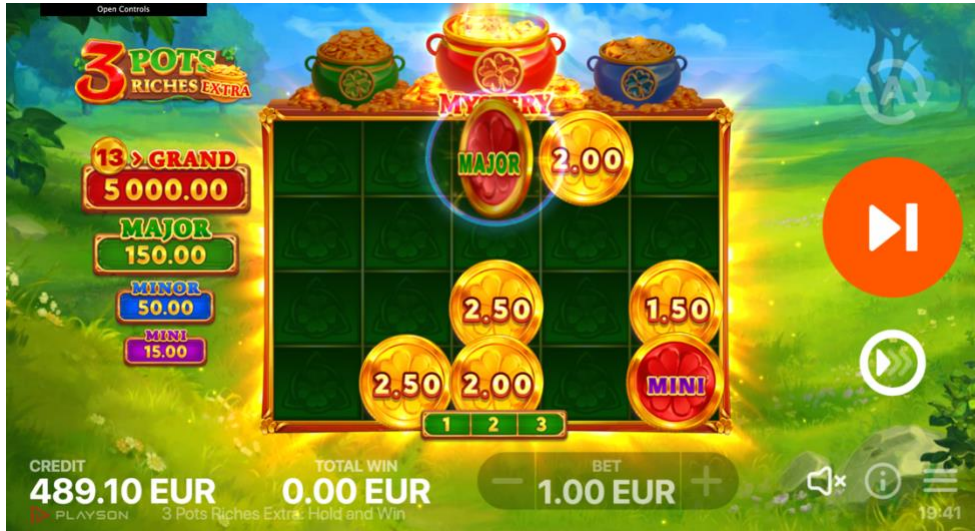 Open Controls
3 POTS
RICHES EXTRA
MYSTERY
MAJOR
2.00
13 > GRAND
5 000.00
MAJOR
150.00
MINOR
50.00
MINI
15.00
2.50
1.50
2.50
2.00
MINI
1 2 3
A
CREDIT
489.10 EUR
TOTAL WIN
0.00 EUR
BET
− 1.00 EUR +
PLAYSON
3 Pots Riches Extra: Hold and Win
19:41